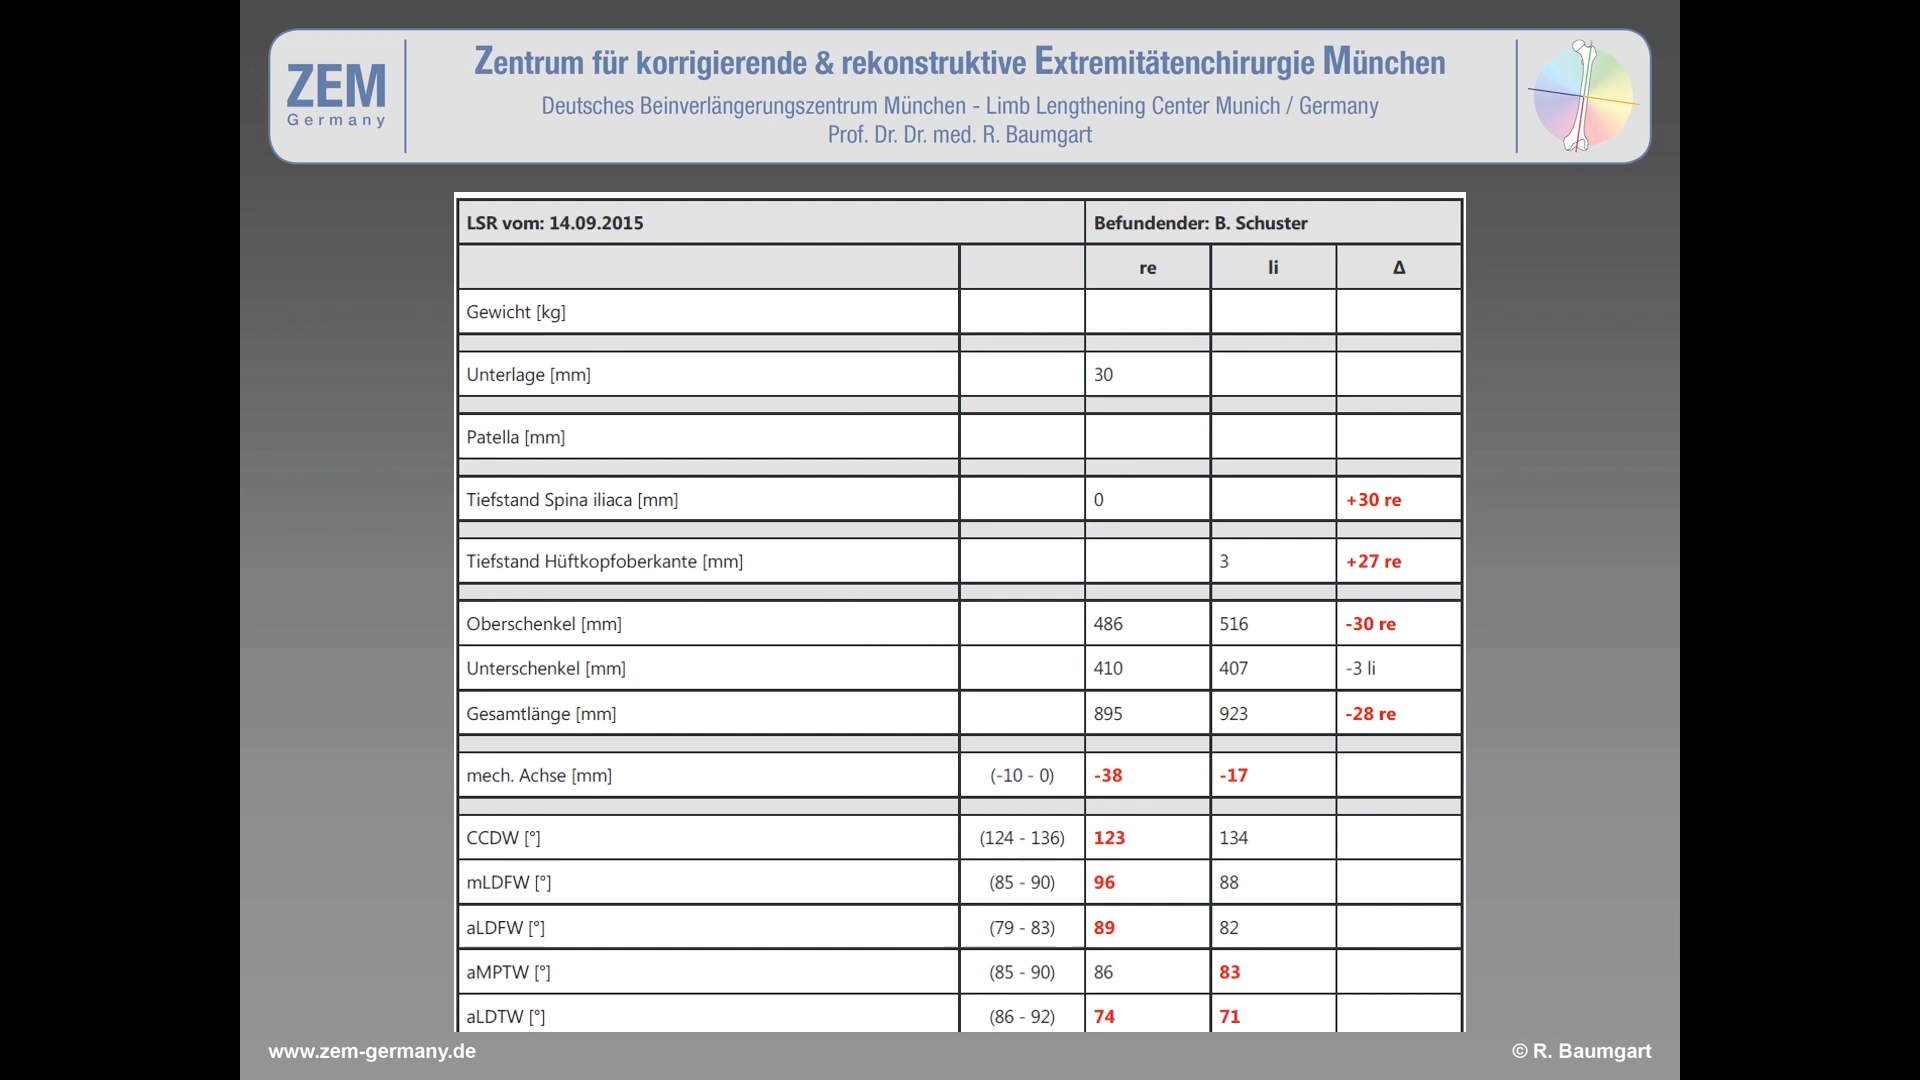 ZEM
Germany
Zentrum für korrigierende & rekonstruktive Extremitätenchirurgie München
Deutsches Beinverlängerungszentrum München - Limb Lengthening Center Munich / Germany
Prof. Dr. Dr. med. R. Baumgart
LSR vom: 14.09.2015 Befundender: B. Schuster
re li Δ
Gewicht [kg]
Unterlage [mm] 30
Patella [mm]
Tiefstand Spina iliaca [mm] 0 +30 re
Tiefstand Hüftkopfoberkante [mm] 3 +27 re
Oberschenkel [mm] 486 516 -30 re
Unterschenkel [mm] 410 407 -3 li
Gesamtlänge [mm] 895 923 -28 re
mech. Achse [mm] (-10 - 0) -38 -17
CCDW [°] (124 - 136) 123 134
mLDFW [°] (85 - 90) 96 88
aLDFW [°] (79 - 83) 89 82
aMPTW [°] (85 - 90) 86 83
aLDTW [°] (86 - 92) 74 71
www.zem-germany.de
© R. Baumgart